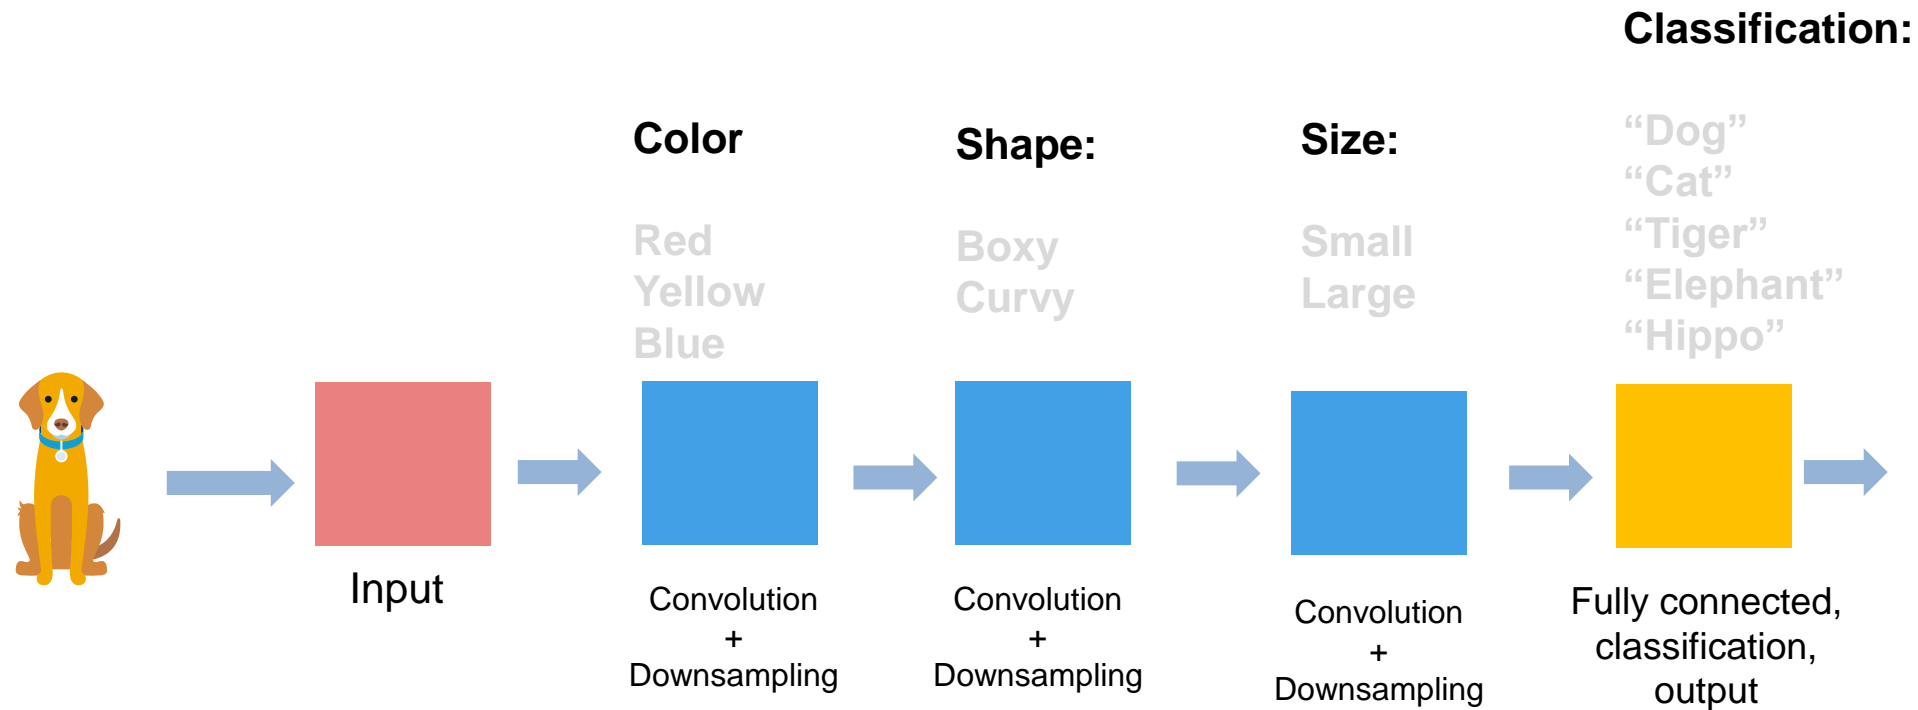 Classification:
“Dog”
“Cat”
“Tiger”
“Elephant”
“Hippo”
Color
Red
Yellow
Blue
Shape:
Boxy
Curvy
Size:
Small
Large
Input
Convolution
+
Downsampling
Convolution
+
Downsampling
Convolution
+
Downsampling
Fully connected,
classification,
output